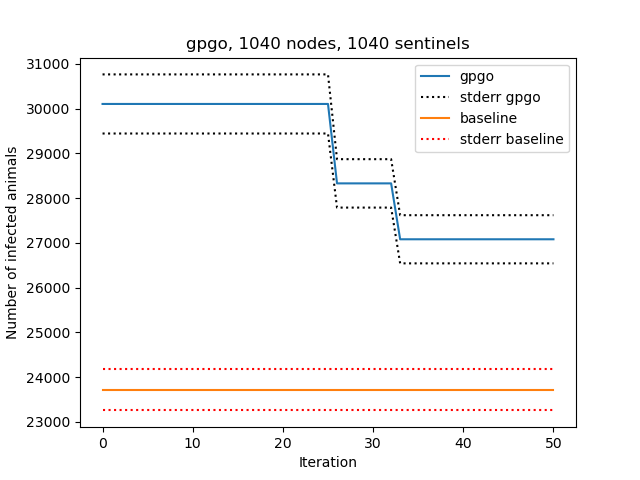 gpgo, 1040 nodes, 1040 sentinels
31000
30000
29000
28000
27000
26000
25000
24000
23000
Number of infected animals
gpgo
stderr gpgo
baseline
stderr baseline
0 10 20 30 40 50
Iteration